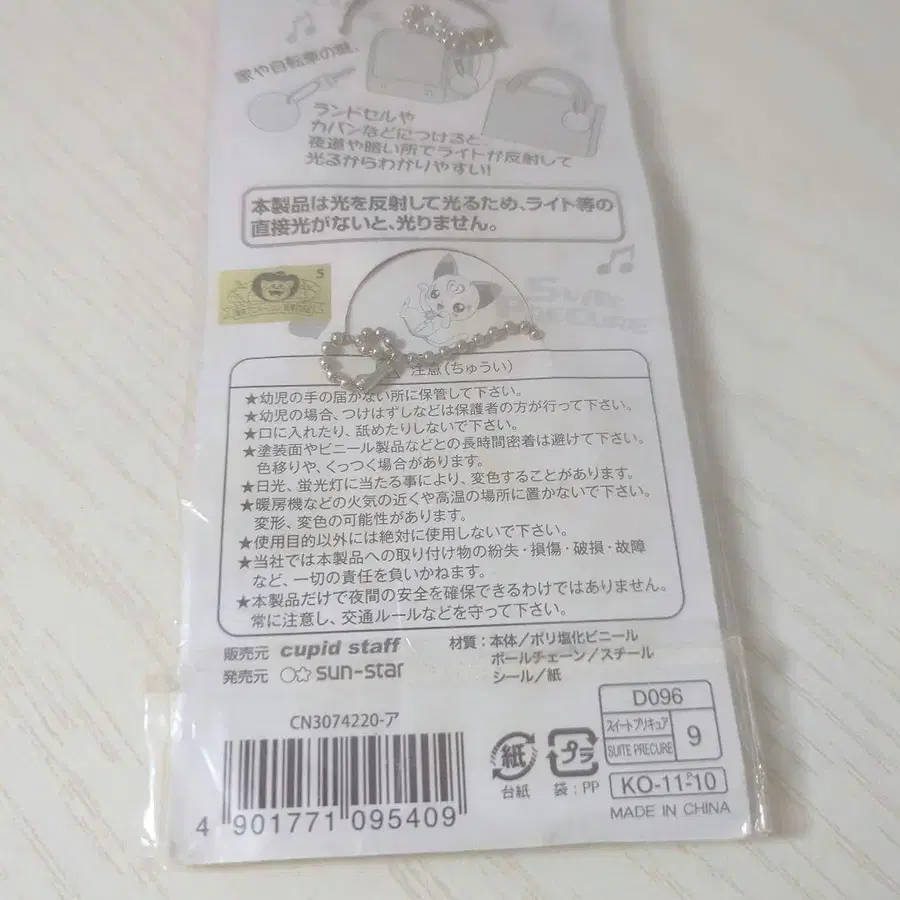 家や自転車の鍵、
ランドセルや
カバンなどにつけると、
夜道や暗い所でライトが反射して
光るからわかりやすい!
本製品は光を反射して光るため、ライト等の
直接光がないと、光りません。
S
SUITE
PRECURE
注意(ちゅうい)
★幼児の手の届かない所に保管して下さい。
★幼児の場合、つけはずしなどは保護者の方が行って下さい。
★口に入れたり、舐めたりしないで下さい。
★塗装面やビニール製品などとの長時間密着は避けて下さい。
色移りや、くっつく場合があります。
★日光、蛍光灯に当たる事により、変色することがあります。
★暖房機などの火気の近くや高温の場所に置かないで下さい。
変形、変色の可能性があります。
★使用目的以外には絶対に使用しないで下さい。
★当社では本製品への取り付け物の紛失・損傷・破損・故障
など、一切の責任を負いかねます。
★本製品だけで夜間の安全を確保できるわけではありません。
常に注意し、交通ルールなどを守って下さい。
販売元 cupid staff
発売元 sun-star
材質:本体/ポリ塩化ビニール
ボールチェーン/スチール
シール/紙
CN3074220-ア
4 901771 095409
紙
台紙
プラ
袋:PP
D096
スイートプリキュア
SUITE PRECURE
9
KO-11-P10
MADE IN CHINA